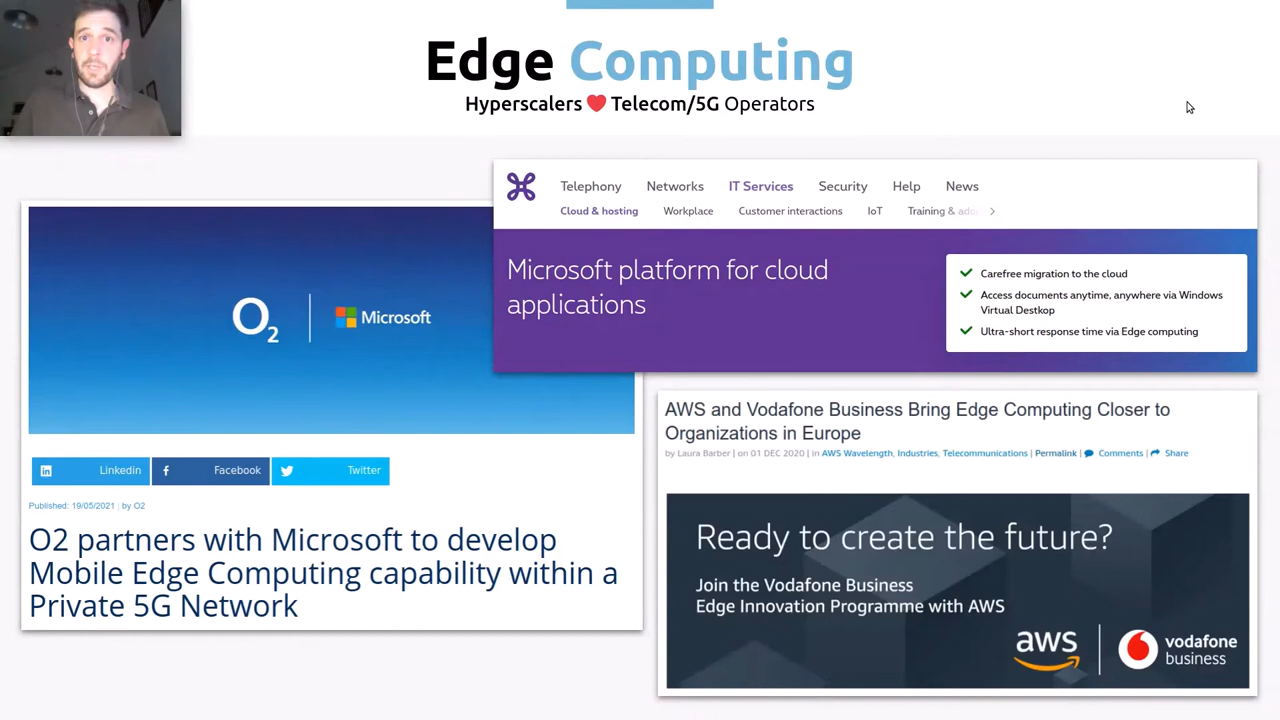 Edge Computing
Hyperscalers ❤ Telecom/5G Operators
Telephony Networks IT Services Security Help News
Cloud & hosting Workplace Customer interactions IoT Training & ado
Microsoft platform for cloud
applications
Carefree migration to the cloud
Access documents anytime, anywhere via Windows
Virtual Destkop
Ultra-short response time via Edge computing
O2 | Microsoft
Linkedin Facebook Twitter
Published: 19/05/2021 | by O2
O2 partners with Microsoft to develop
Mobile Edge Computing capability within a
Private 5G Network
AWS and Vodafone Business Bring Edge Computing Closer to
Organizations in Europe
by Laura Barber | on 01 DEC 2020 | in AWS Wavelength, Industries, Telecommunications | Permalink | Comments | Share
Ready to create the future?
Join the Vodafone Business
Edge Innovation Programme with AWS
aws | vodafone
business